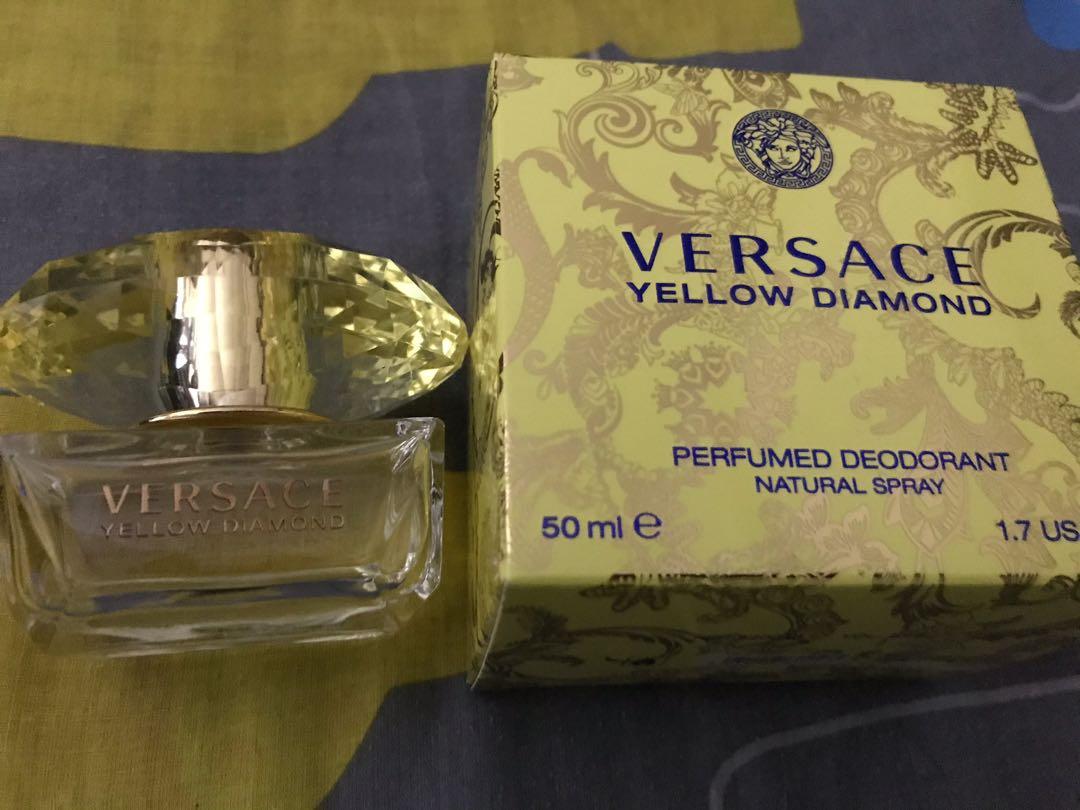 VERSACE
YELLOW DIAMOND
PERFUMED DEODORANT
NATURAL SPRAY
50 ml e
1.7 US
VERSACE
YELLOW DIAMOND